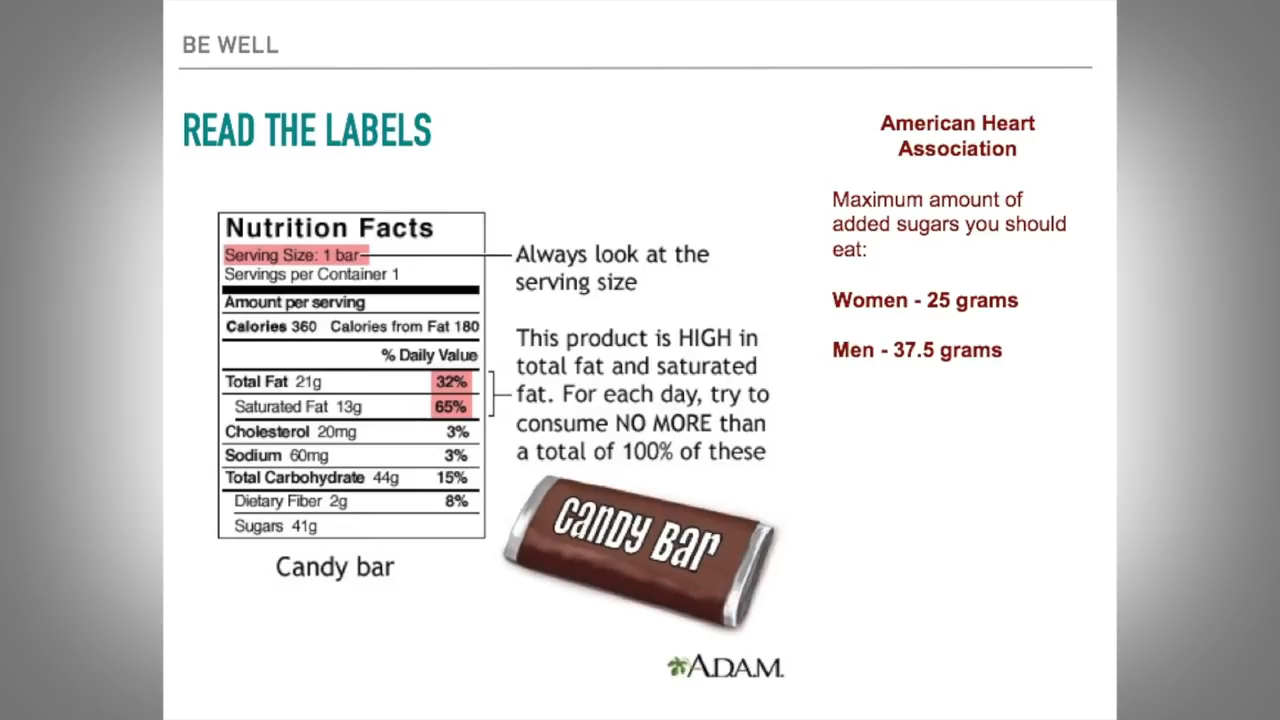 BE WELL
READ THE LABELS
Nutrition Facts
Serving Size: 1 bar
Servings per Container 1
Amount per serving
Calories 360 Calories from Fat 180
% Daily Value
Total Fat 21g 32%
Saturated Fat 13g 65%
Cholesterol 20mg 3%
Sodium 60mg 3%
Total Carbohydrate 44g 15%
Dietary Fiber 2g 8%
Sugars 41g
Candy bar
Always look at the
serving size
This product is HIGH in
total fat and saturated
fat. For each day, try to
consume NO MORE than
a total of 100% of these
Candy Bar
A.D.A.M.
American Heart
Association
Maximum amount of
added sugars you should
eat:
Women - 25 grams
Men - 37.5 grams